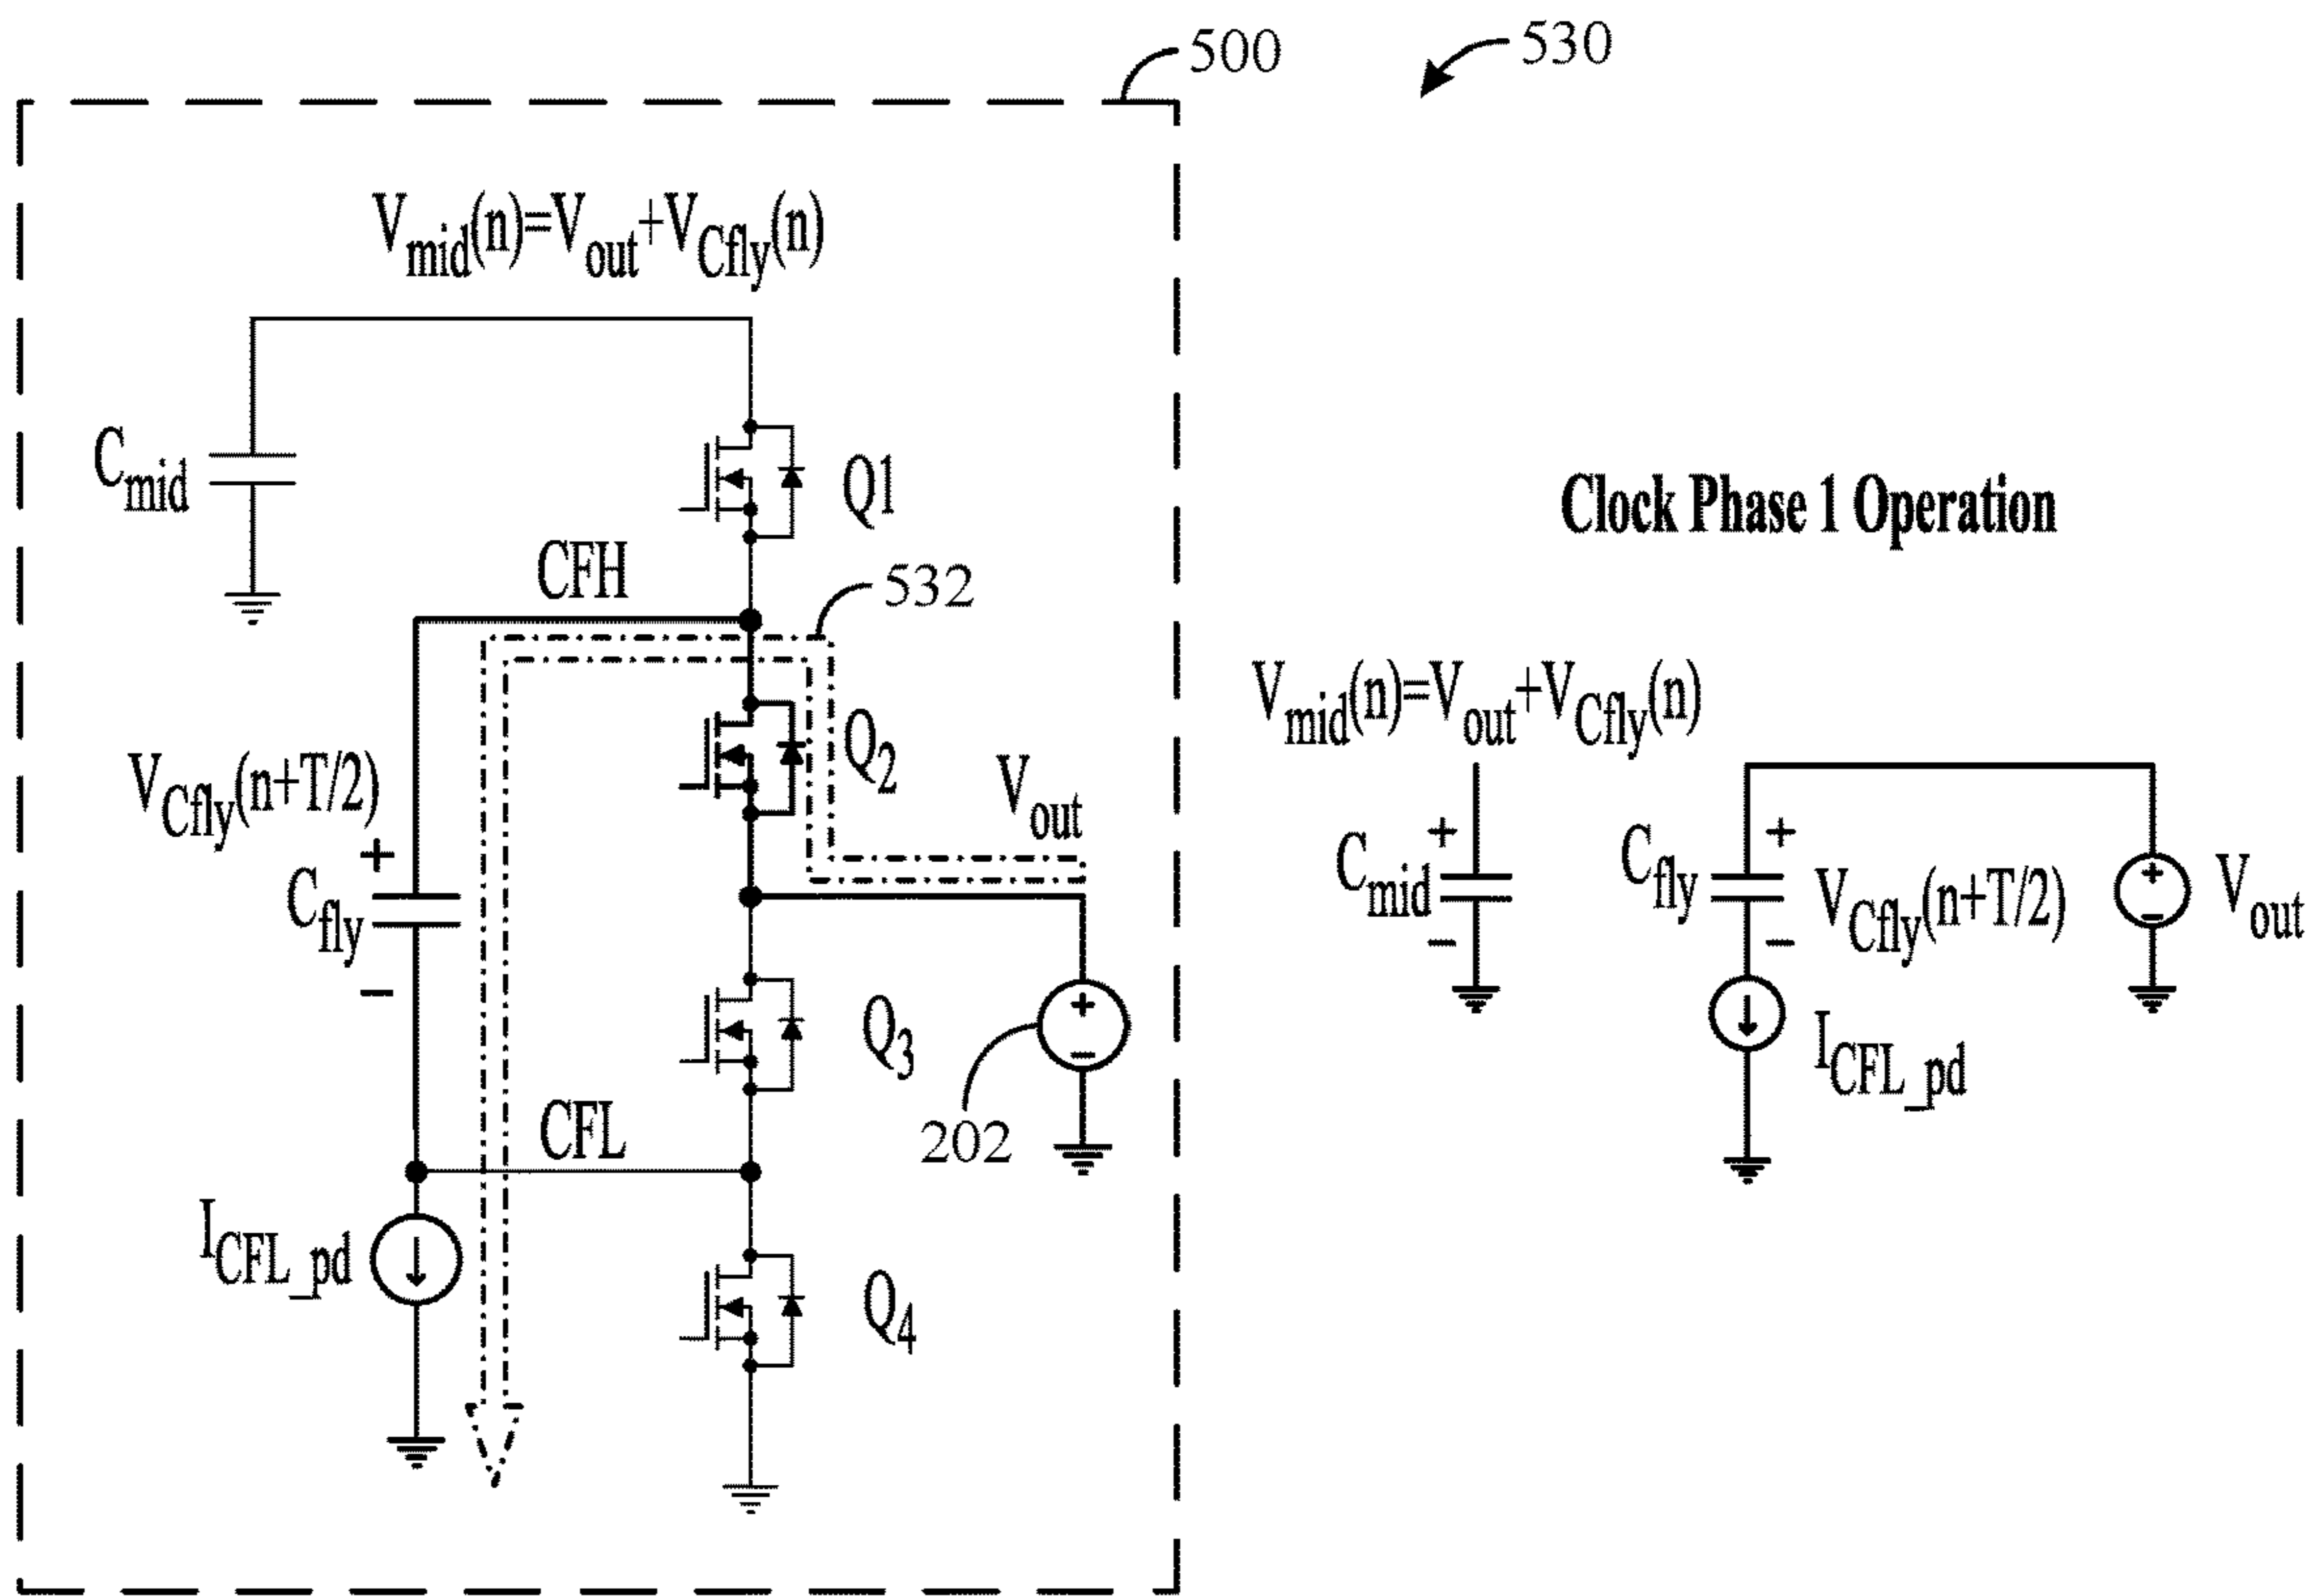 500
530
Vmid(n)=Vout+VCfly(n)
Cmid
Q1
CFH
532
Clock Phase 1 Operation
Vmid(n)=Vout+VCfly(n)
Q2
VCfly(n+T/2)
Vout
+
Cfly
−
+
−
Cmid
+
−
Cfly
+
−
VCfly(n+T/2)
+
−
Vout
ICFL_pd
Q3
202
CFL
ICFL_pd
Q4